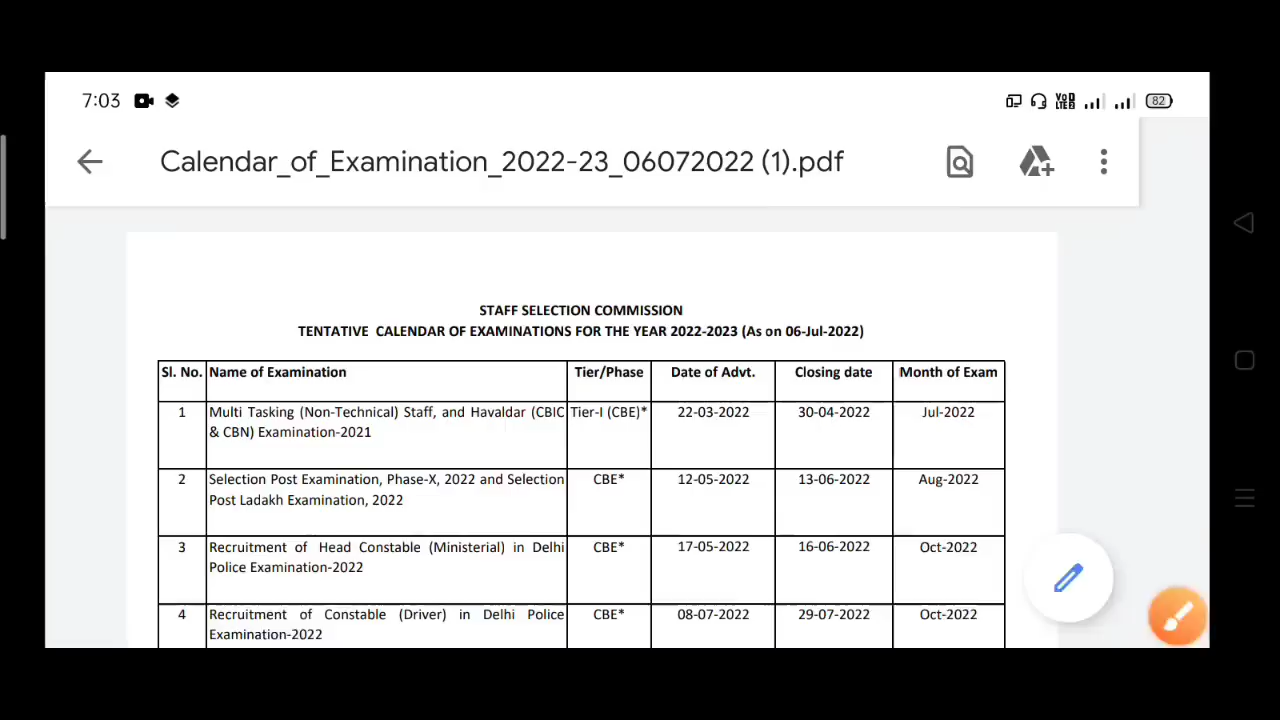 7:03
VoD LTEB
82
Calendar_of_Examination_2022-23_06072022 (1).pdf
STAFF SELECTION COMMISSION
TENTATIVE CALENDAR OF EXAMINATIONS FOR THE YEAR 2022-2023 (As on 06-Jul-2022)
Sl. No. Name of Examination Tier/Phase Date of Advt. Closing date Month of Exam
1 Multi Tasking (Non-Technical) Staff, and Havaldar (CBIC Tier-I (CBE)* 22-03-2022 30-04-2022 Jul-2022
& CBN) Examination-2021
2 Selection Post Examination, Phase-X, 2022 and Selection CBE* 12-05-2022 13-06-2022 Aug-2022
Post Ladakh Examination, 2022
3 Recruitment of Head Constable (Ministerial) in Delhi CBE* 17-05-2022 16-06-2022 Oct-2022
Police Examination-2022
4 Recruitment of Constable (Driver) in Delhi Police CBE* 08-07-2022 29-07-2022 Oct-2022
Examination-2022